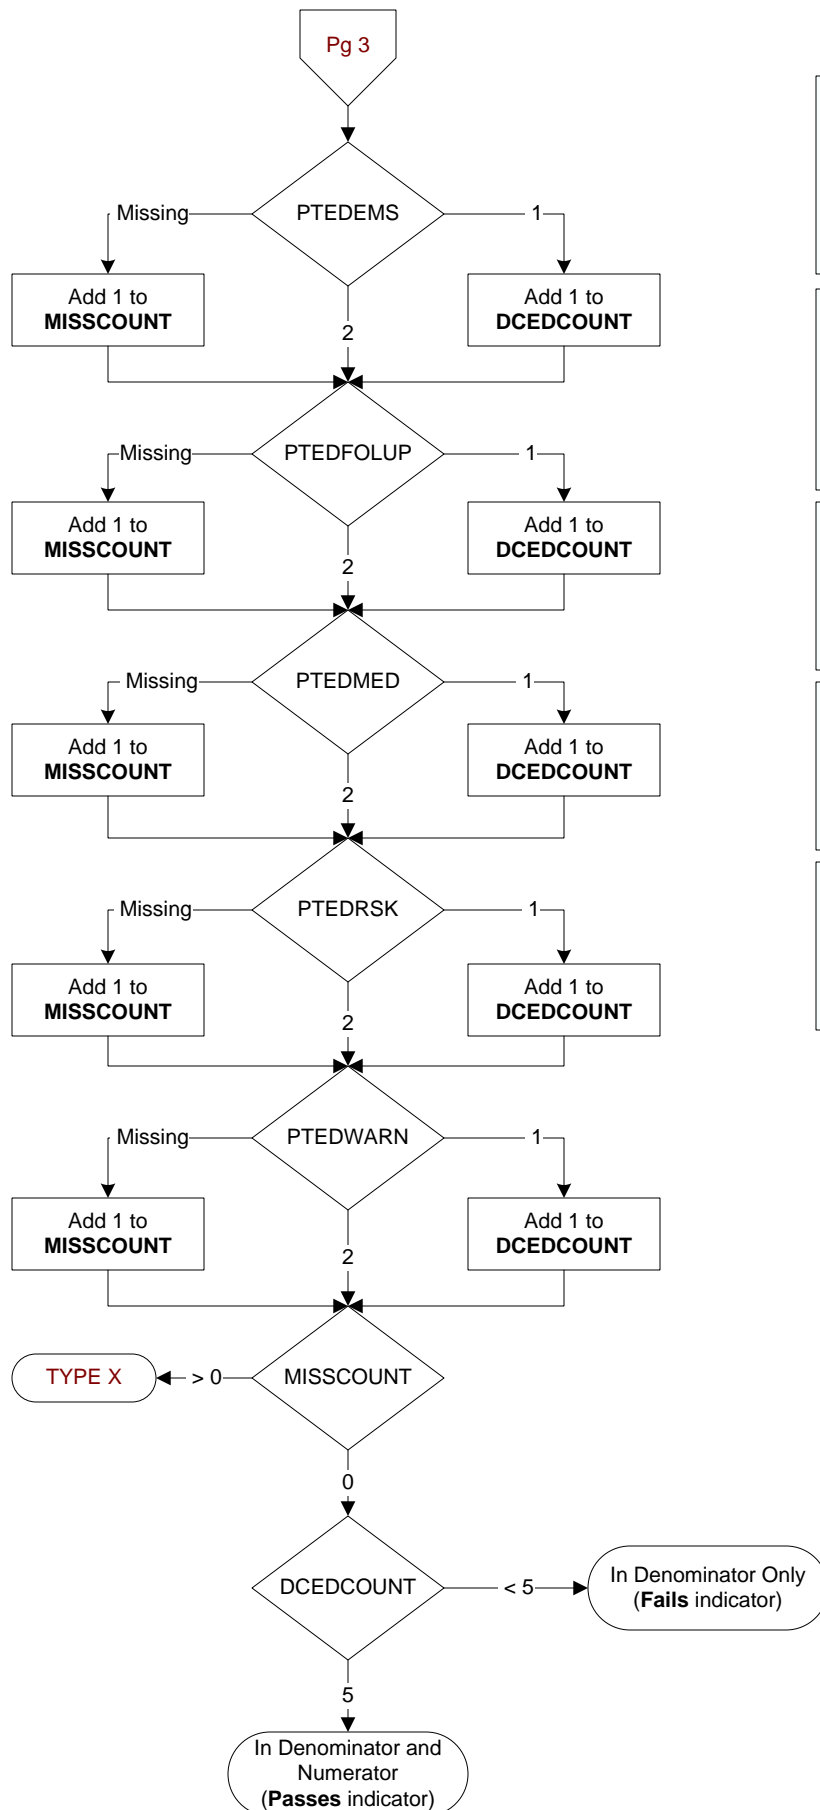 Pg 3
PTEDEMS
Missing
1
Add 1 to
MISSCOUNT
2
Add 1 to
DCEDCOUNT
PTEDFOLUP
Missing
1
Add 1 to
MISSCOUNT
2
Add 1 to
DCEDCOUNT
PTEDMED
Missing
1
Add 1 to
MISSCOUNT
2
Add 1 to
DCEDCOUNT
PTEDRSK
Missing
1
Add 1 to
MISSCOUNT
2
Add 1 to
DCEDCOUNT
PTEDWARN
Missing
1
Add 1 to
MISSCOUNT
2
Add 1 to
DCEDCOUNT
MISSCOUNT
> 0
TYPE X
0
DCEDCOUNT
< 5
In Denominator Only
(Fails indicator)
5
In Denominator and
Numerator
(Passes indicator)